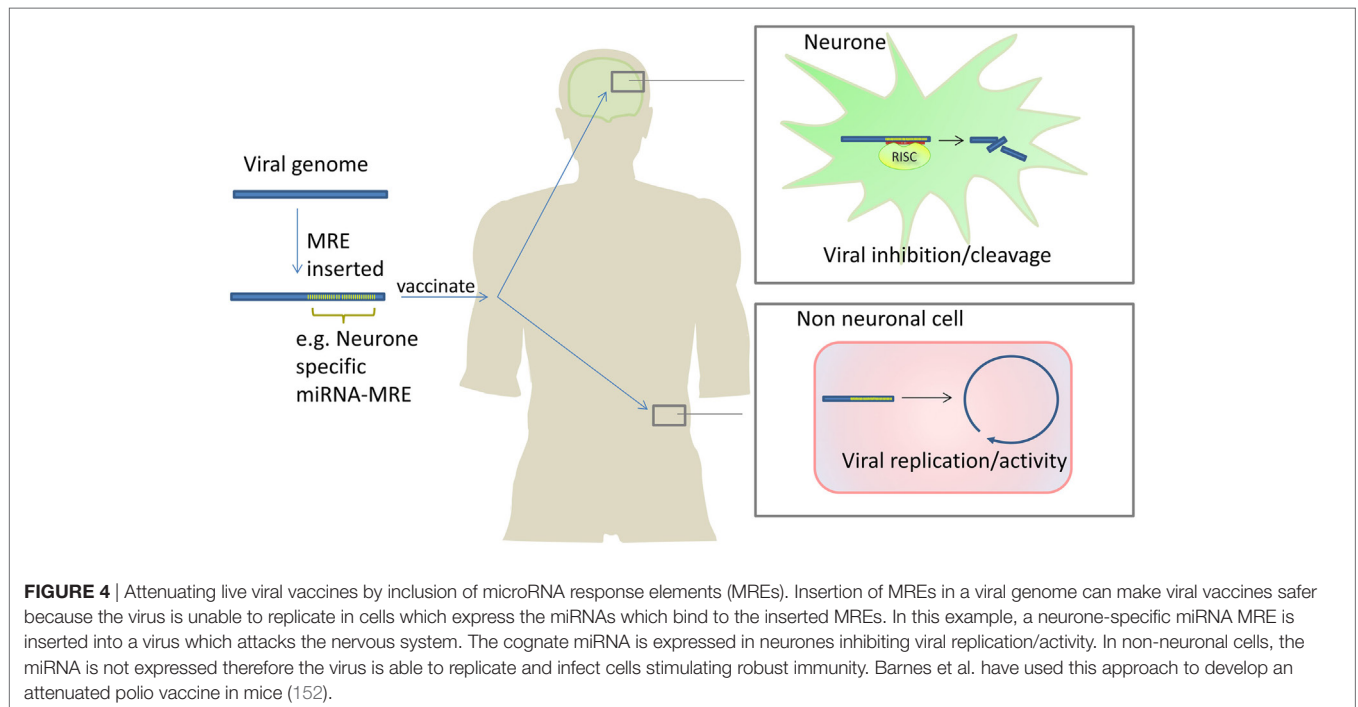 Viral genome
MRE
inserted
vaccinate
e.g. Neurone
specific
miRNA-MRE
Neurone
RISC
Viral inhibition/cleavage
Non neuronal cell
Viral replication/activity
FIGURE 4 | Attenuating live viral vaccines by inclusion of microRNA response elements (MREs). Insertion of MREs in a viral genome can make viral vaccines safer
because the virus is unable to replicate in cells which express the miRNAs which bind to the inserted MREs. In this example, a neurone-specific miRNA MRE is
inserted into a virus which attacks the nervous system. The cognate miRNA is expressed in neurones inhibiting viral replication/activity. In non-neuronal cells, the
miRNA is not expressed therefore the virus is able to replicate and infect cells stimulating robust immunity. Barnes et al. have used this approach to develop an
attenuated polio vaccine in mice (152).